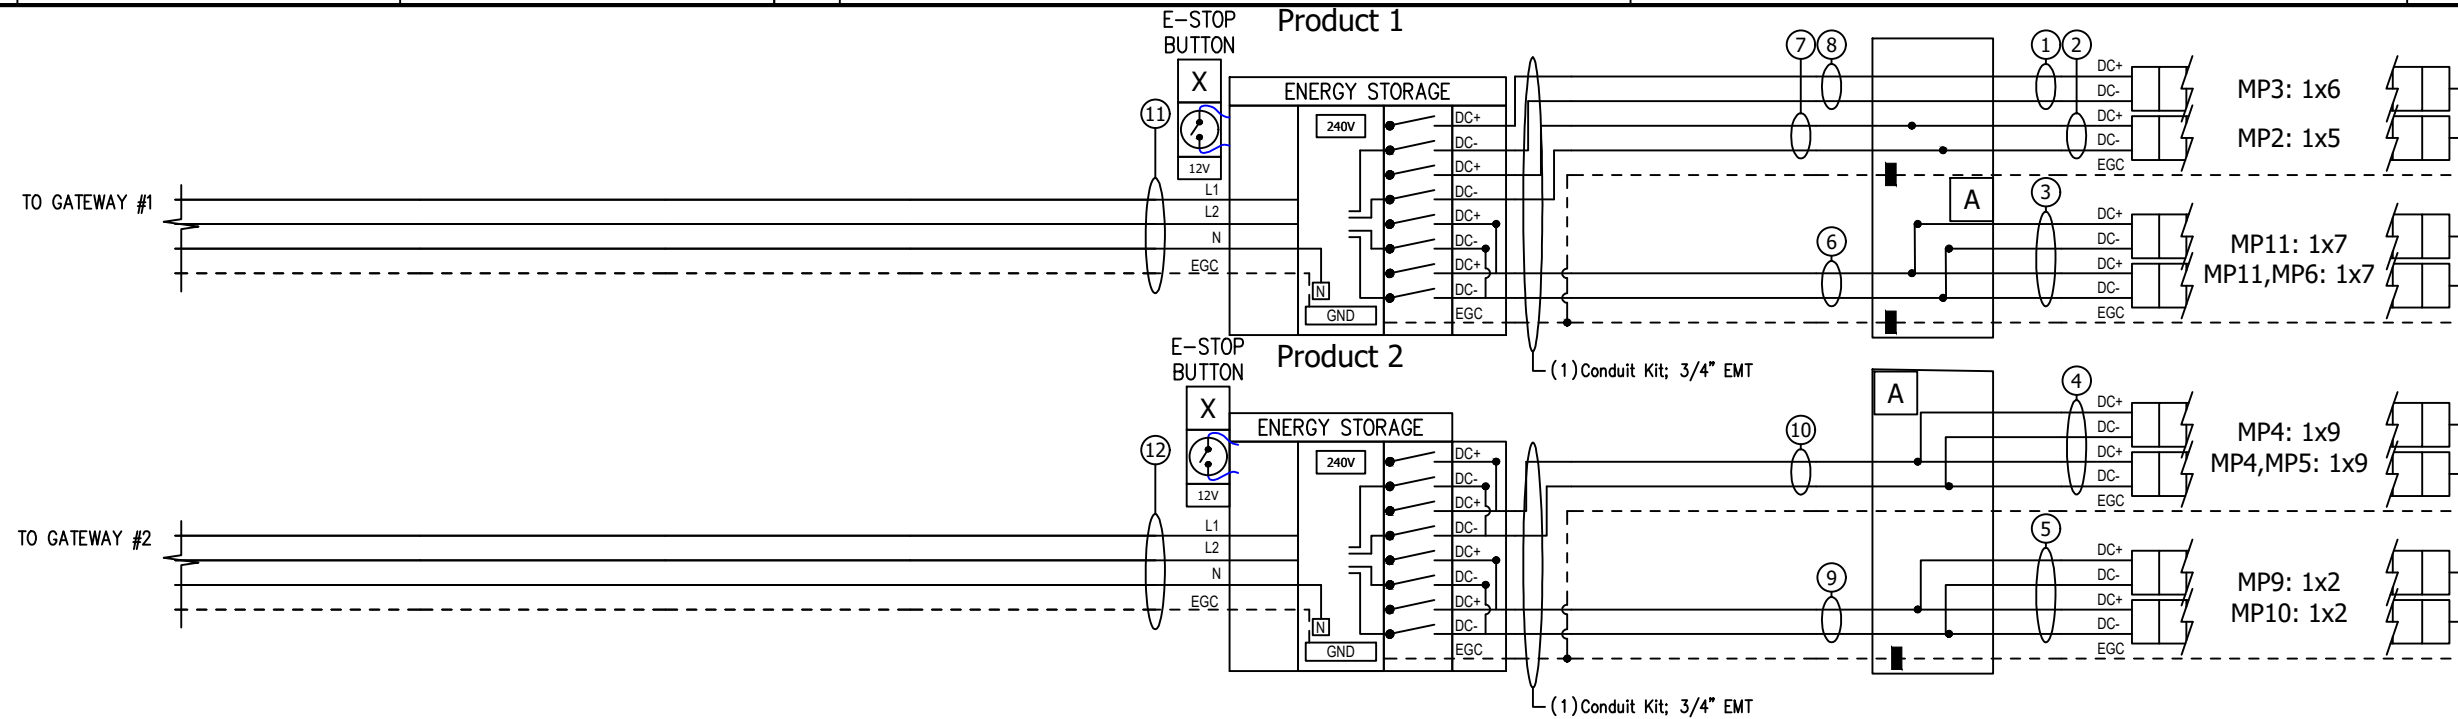 E-STOP
BUTTON
Product 1
X
12V
ENERGY STORAGE
240V
DC+
DC-
DC+
DC-
DC+
DC-
DC+
DC-
EGC
N
GND
11
L1
L2
N
EGC
TO GATEWAY #1
7
8
6
1
2
3
A
DC+
DC-
DC+
DC-
EGC
DC+
DC-
DC+
DC-
EGC
MP3: 1x6
MP2: 1x5
MP11: 1x7
MP11,MP6: 1x7
(1)Conduit Kit; 3/4" EMT
E-STOP
BUTTON
Product 2
X
12V
ENERGY STORAGE
240V
DC+
DC-
DC+
DC-
DC+
DC-
DC+
DC-
EGC
N
GND
12
L1
L2
N
EGC
TO GATEWAY #2
10
9
A
4
5
DC+
DC-
DC+
DC-
EGC
DC+
DC-
DC+
DC-
EGC
MP4: 1x9
MP4,MP5: 1x9
MP9: 1x2
MP10: 1x2
(1)Conduit Kit; 3/4" EMT